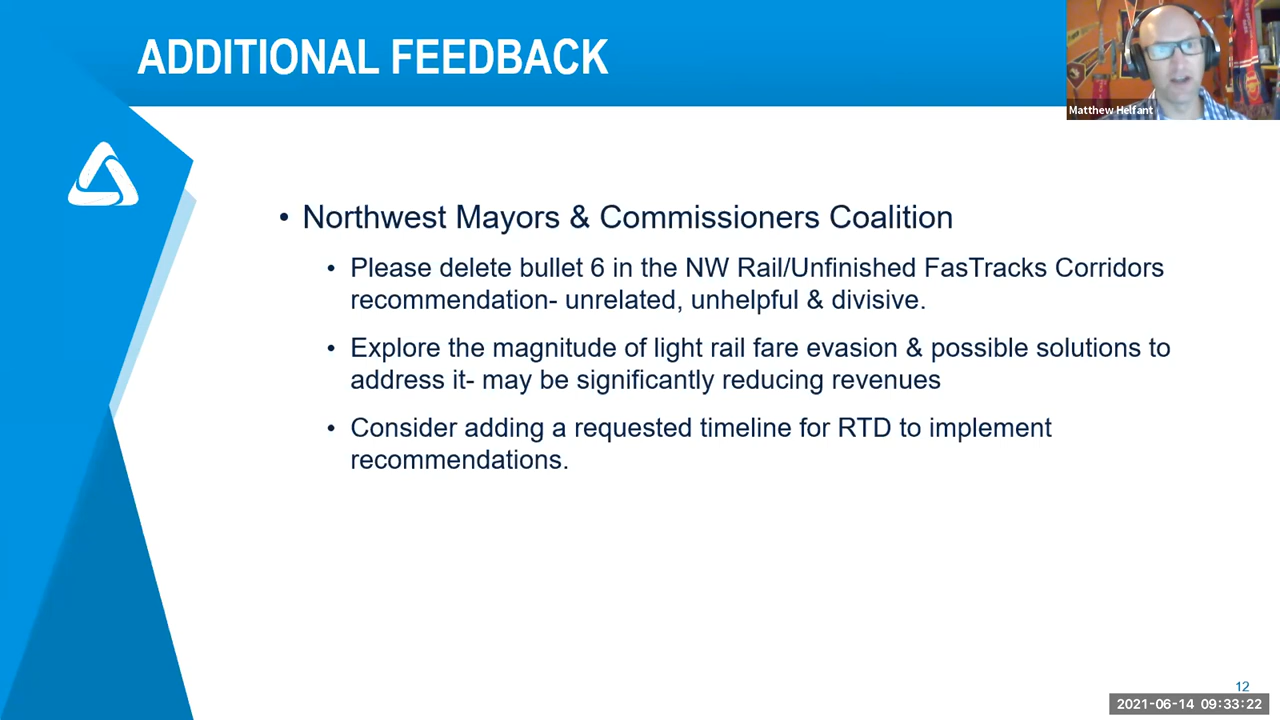 ADDITIONAL FEEDBACK
Matthew Helfant
• Northwest Mayors & Commissioners Coalition
• Please delete bullet 6 in the NW Rail/Unfinished FasTracks Corridors
recommendation- unrelated, unhelpful & divisive.
• Explore the magnitude of light rail fare evasion & possible solutions to
address it- may be significantly reducing revenues
• Consider adding a requested timeline for RTD to implement
recommendations.
12
2021-06-14 09:33:22